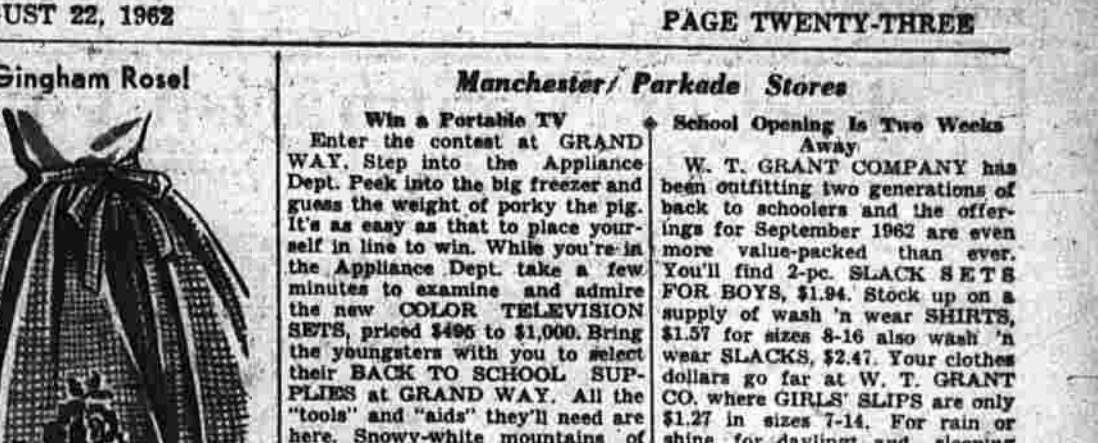 UST 22, 1962
PAGE TWENTY-THREE
Gingham Rose!
Manchester/ Parkade Stores
Win a Portable TV
Enter the contest at GRAND
WAY. Step into the Appliance
Dept. Peek into the big freezer and
guess the weight of porky the pig.
It's as easy as that to place your-
self in line to win. While you're in
the Appliance Dept. take a few
minutes to examine and admire
the new COLOR TELEVISION
SETS, priced $495 to $1,000. Bring
the youngsters with you to select
their BACK TO SCHOOL SUP-
PLIES at GRAND WAY. All the
"tools" and "aids" they'll need are
here. Snowy-white mountains of
School Opening Is Two Weeks
Away
W. T. GRANT COMPANY has
been outfitting two generations of
back to schoolers and the offer-
ings for September 1962 are even
more value-packed than ever.
You'll find 2-pc. SLACK SETS
FOR BOYS, $1.94. Stock up on a
supply of wash 'n wear SHIRTS,
$1.57 for sizes 8-16 also wash 'n
wear SLACKS, $2.47. Your clothes
dollars go far at W. T. GRANT
CO. where GIRLS' SLIPS are only
$1.27 in sizes 7-14. For rain or
shine, for daytime and sleeping